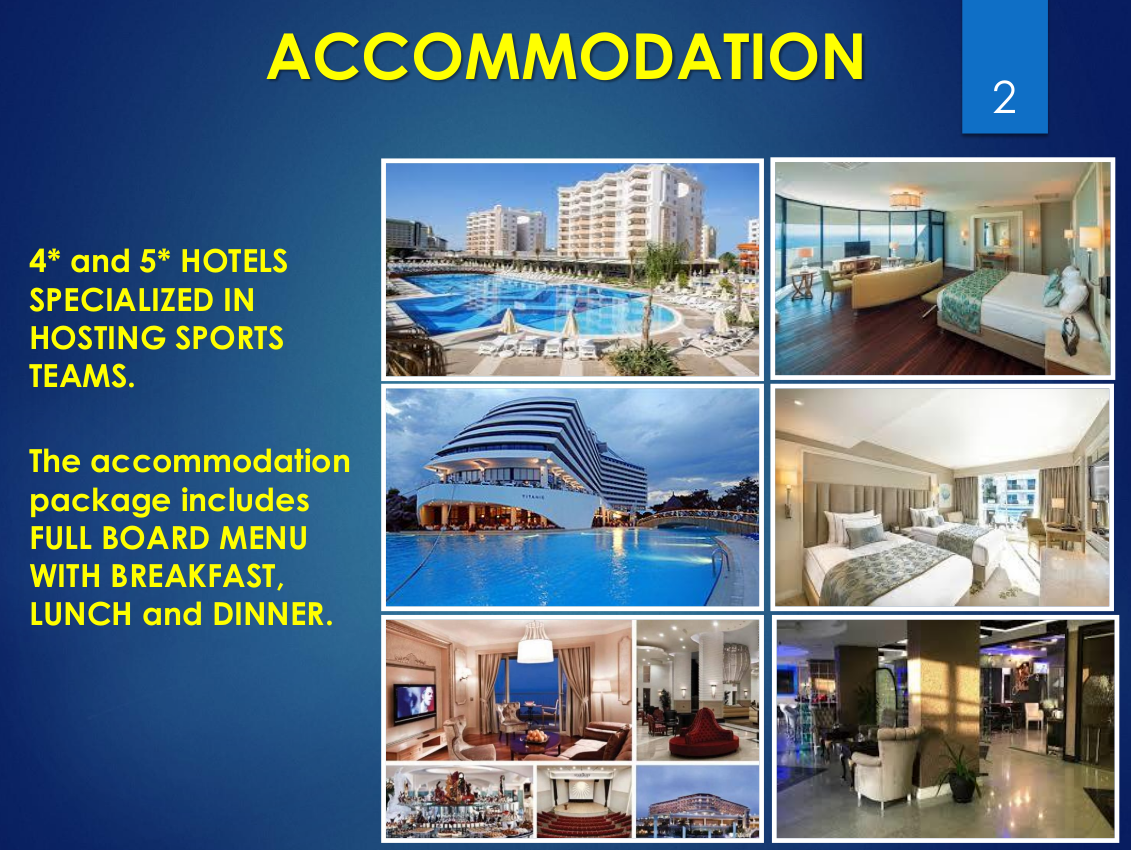 ACCOMMODATION
2
4* and 5* HOTELS
SPECIALIZED IN
HOSTING SPORTS
TEAMS.
The accommodation
package includes
FULL BOARD MENU
WITH BREAKFAST,
LUNCH and DINNER.
TITANIC